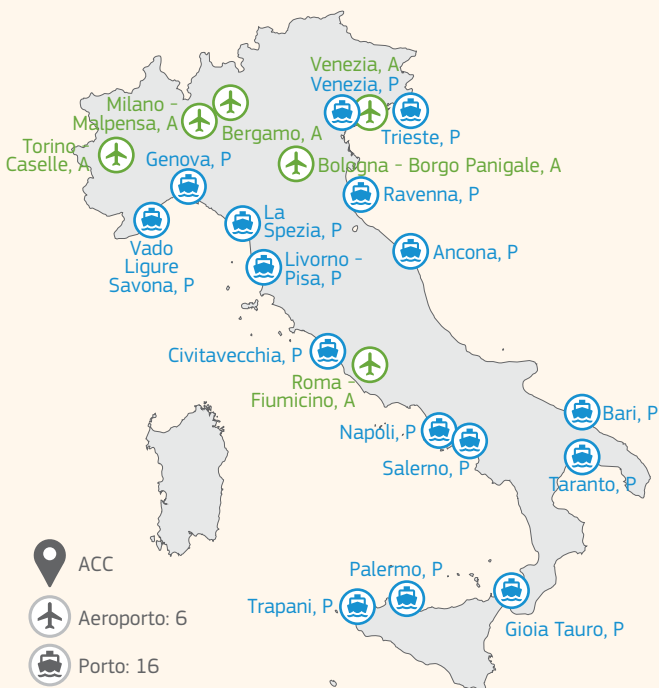 Venezia, A
Venezia, P
Milano -
Malpensa, A
Bergamo, A
Trieste, P
Torino -
Caselle, A
Genova, P
Bologna - Borgo Panigale, A
Ravenna, P
La
Spezia, P
Vado
Ligure
Savona, P
Livorno -
Pisa, P
Ancona, P
Civitavecchia, P
Roma -
Fiumicino, A
Napoli, P
Salerno, P
Bari, P
Taranto, P
Palermo, P
Trapani, P
Gioia Tauro, P
ACC
Aeroporto: 6
Porto: 16